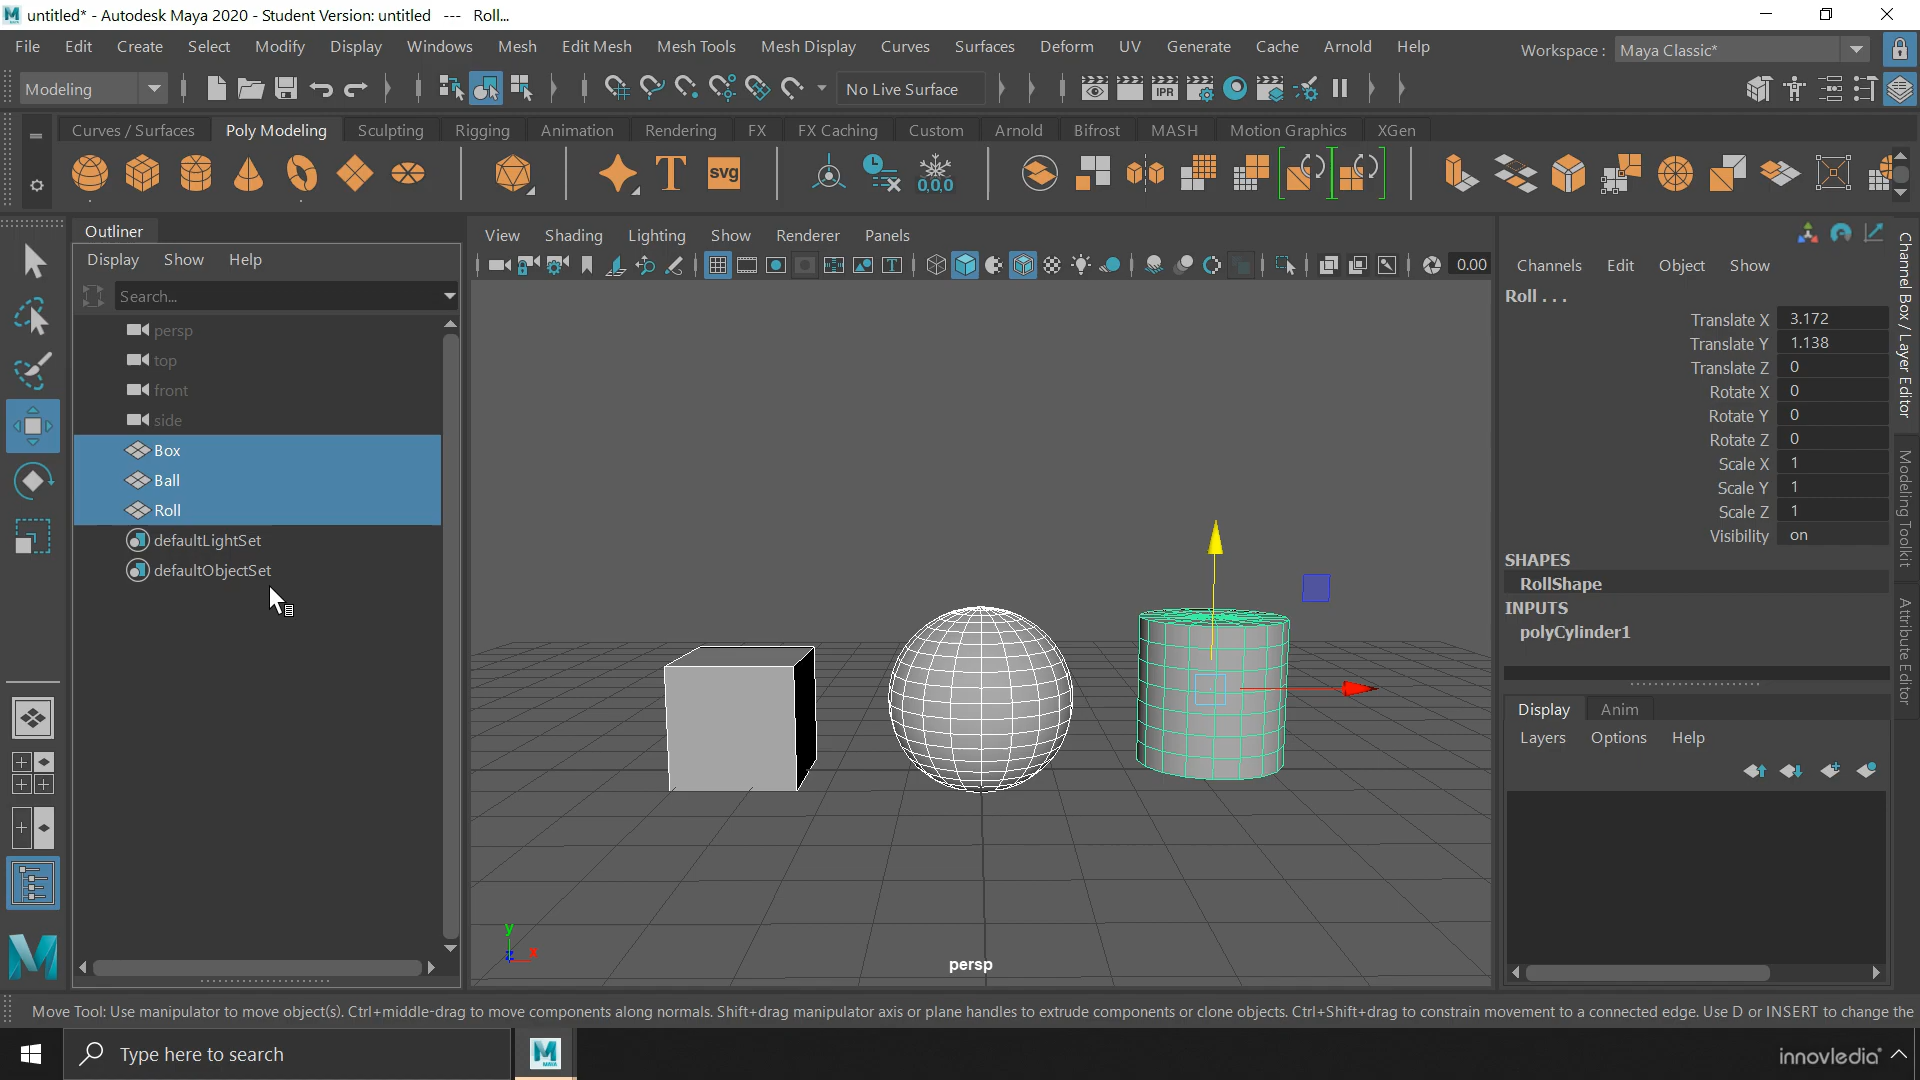 untitled* - Autodesk Maya 2020 - Student Version: untitled --- Roll...
File Edit Create Select Modify Display Windows Mesh Edit Mesh Mesh Tools Mesh Display Curves Surfaces Deform UV Generate Cache Arnold Help Workspace : Maya Classic*
Modeling No Live Surface IPR
Curves / Surfaces Poly Modeling Sculpting Rigging Animation Rendering FX FX Caching Custom Arnold Bifrost MASH Motion Graphics XGen
T svg 0,0,0
Outliner
Display Show Help
Search...
persp
top
front
side
Box
Ball
Roll
defaultLightSet
defaultObjectSet
View Shading Lighting Show Renderer Panels
0.00
y
z x
persp
Channels Edit Object Show
Roll . . .
Translate X 3.172
Translate Y 1.138
Translate Z 0
Rotate X 0
Rotate Y 0
Rotate Z 0
Scale X 1
Scale Y 1
Scale Z 1
Visibility on
SHAPES
RollShape
INPUTS
polyCylinder1
Display Anim
Layers Options Help
Channel Box / Layer Editor
Modeling Toolkit
Attribute Editor
M
Move Tool: Use manipulator to move object(s). Ctrl+middle-drag to move components along normals. Shift+drag manipulator axis or plane handles to extrude components or clone objects. Ctrl+Shift+drag to constrain movement to a connected edge. Use D or INSERT to change the
Type here to search
innovledia